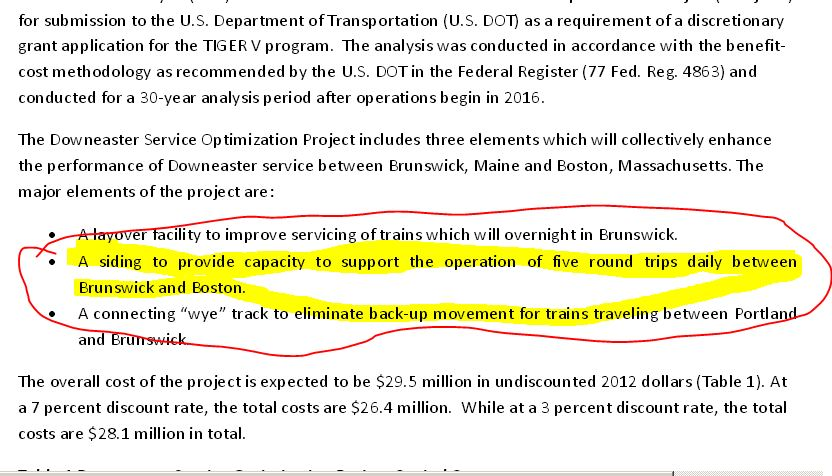 for submission to the U.S. Department of Transportation (U.S. DOT) as a requirement of a discretionary
grant application for the TIGER V program. The analysis was conducted in accordance with the benefit-
cost methodology as recommended by the U.S. DOT in the Federal Register (77 Fed. Reg. 4863) and
conducted for a 30-year analysis period after operations begin in 2016.
The Downeaster Service Optimization Project includes three elements which will collectively enhance
the performance of Downeaster service between Brunswick, Maine and Boston, Massachusetts. The
major elements of the project are:
• A layover facility to improve servicing of trains which will overnight in Brunswick.
• A siding to provide capacity to support the operation of five round trips daily between
Brunswick and Boston.
• A connecting “wye” track to eliminate back-up movement for trains traveling between Portland
and Brunswick.
The overall cost of the project is expected to be $29.5 million in undiscounted 2012 dollars (Table 1). At
a 7 percent discount rate, the total costs are $26.4 million. While at a 3 percent discount rate, the total
costs are $28.1 million in total.